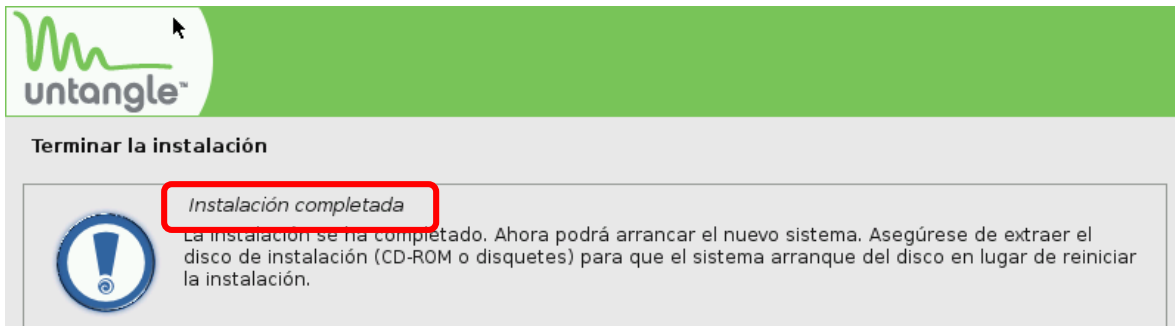 untangle™
Terminar la instalación
Instalación completada
La instalación se ha completado. Ahora podrá arrancar el nuevo sistema. Asegúrese de extraer el
disco de instalación (CD-ROM o disquetes) para que el sistema arranque del disco en lugar de reiniciar
la instalación.